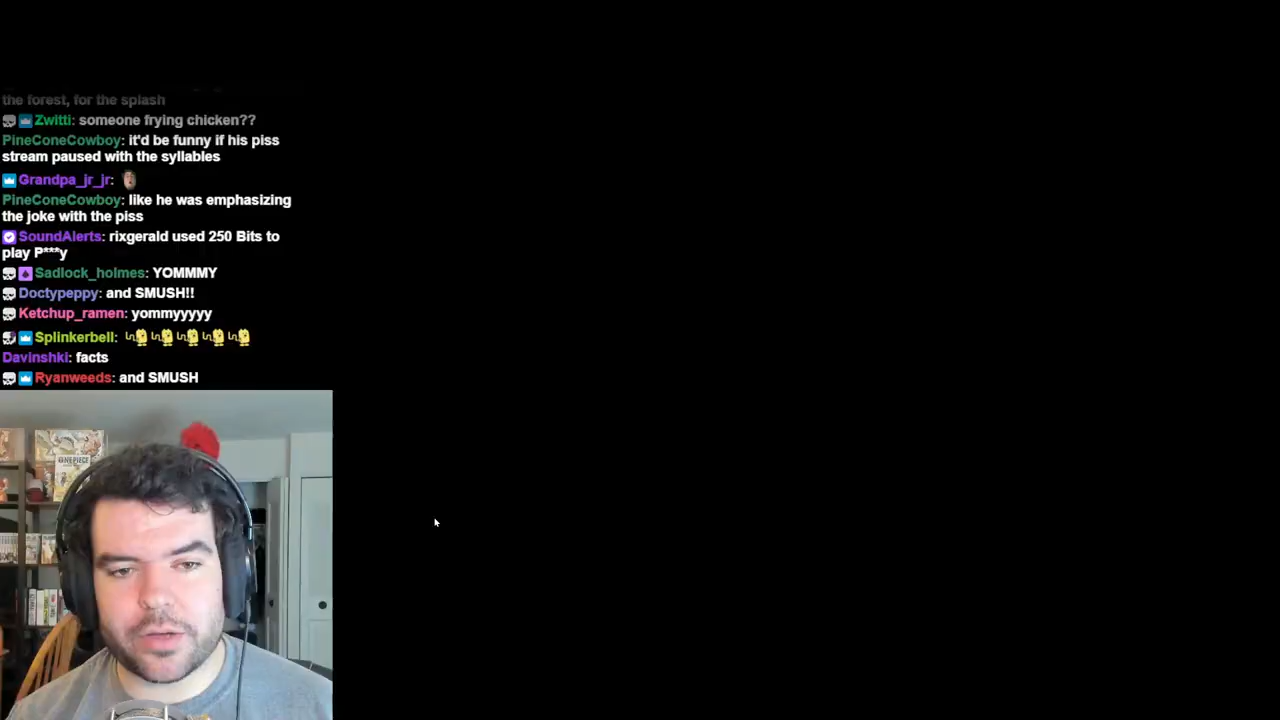 the forest, for the splash
Zwitti: someone frying chicken??
PineConeCowboy: it'd be funny if his piss
stream paused with the syllables
Grandpa_jr_jr:
PineConeCowboy: like he was emphasizing
the joke with the piss
SoundAlerts: rixgerald used 250 Bits to
play P***y
Sadlock_holmes: YOMMMY
Doctypeppy: and SMUSH!!
Ketchup_ramen: yommyyyyy
Splinkerbell:
Davinshki: facts
Ryanweeds: and SMUSH
ONE PIECE